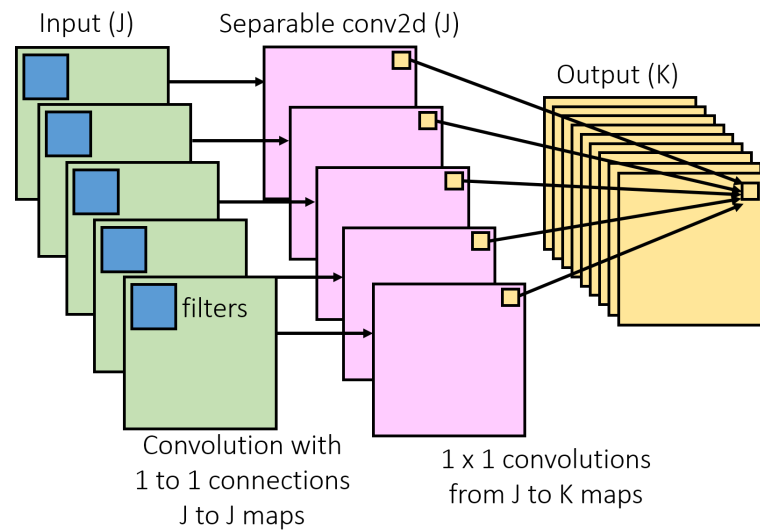 Input (J)
Separable conv2d (J)
Output (K)
filters
Convolution with
1 to 1 connections
J to J maps
1 x 1 convolutions
from J to K maps